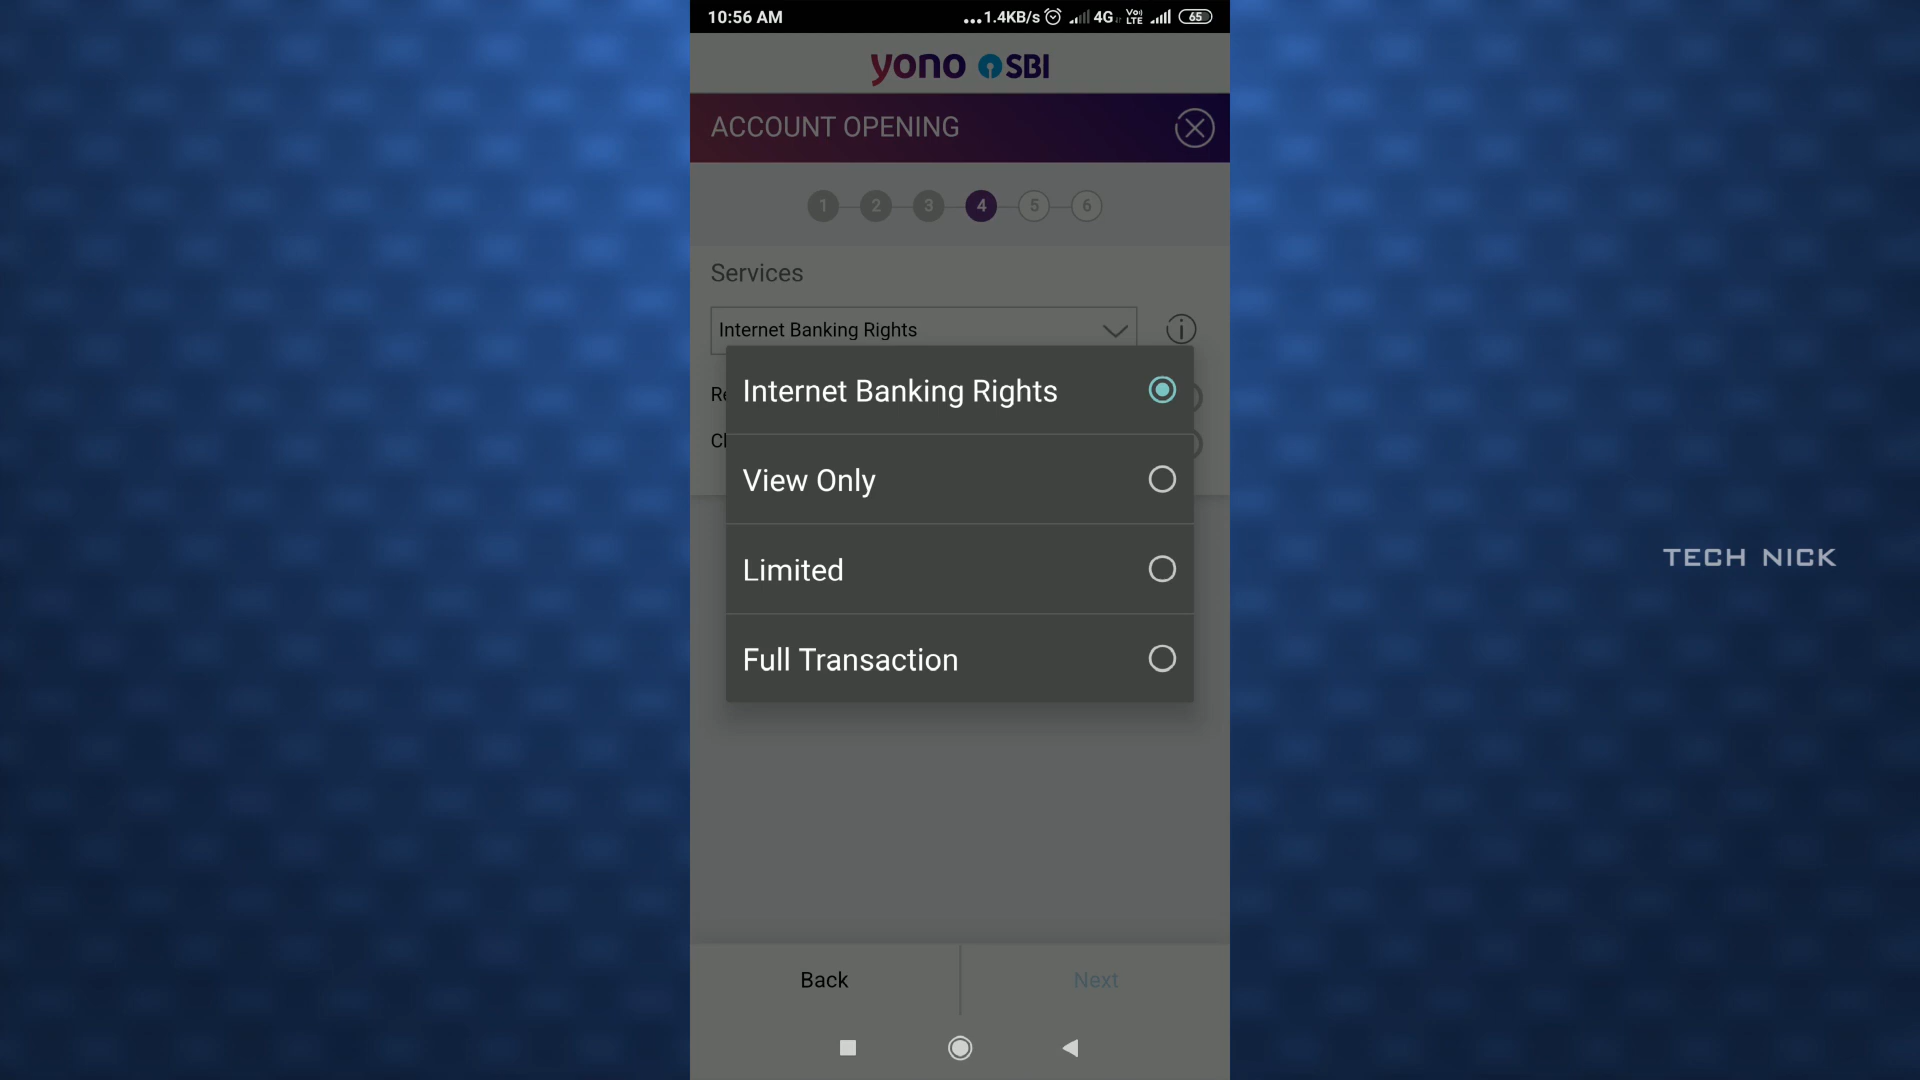 10:56 AM
...1.4KB/s 4G Vo) LTE 65
yono SBI
ACCOUNT OPENING
1 2 3 4 5 6
Services
Internet Banking Rights
Internet Banking Rights
View Only
Limited
Full Transaction
Back
Next
TECH NICK